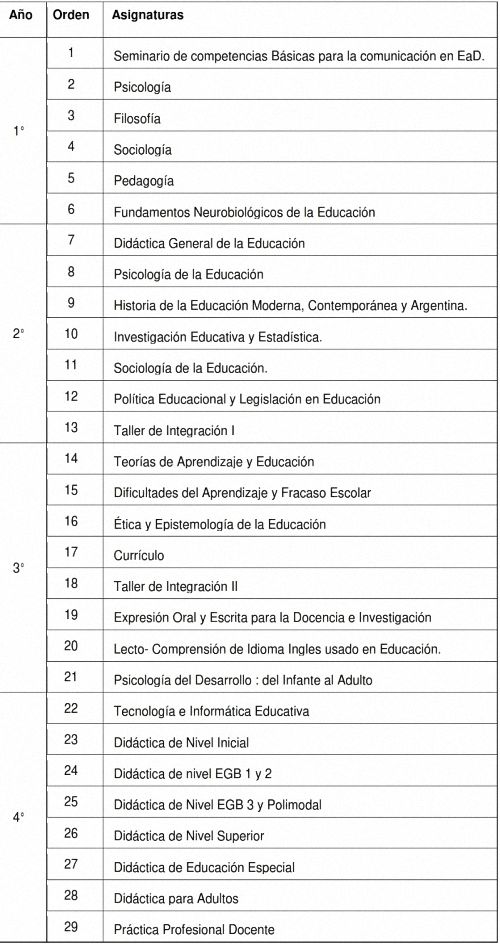 Año Orden Asignaturas
1° 1 Seminario de competencias Básicas para la comunicación en EaD.
2 Psicología
3 Filosofía
4 Sociología
5 Pedagogía
6 Fundamentos Neurobiológicos de la Educación
2° 7 Didáctica General de la Educación
8 Psicología de la Educación
9 Historia de la Educación Moderna, Contemporánea y Argentina.
10 Investigación Educativa y Estadística.
11 Sociología de la Educación.
12 Política Educacional y Legislación en Educación
13 Taller de Integración I
3° 14 Teorías de Aprendizaje y Educación
15 Dificultades del Aprendizaje y Fracaso Escolar
16 Ética y Epistemología de la Educación
17 Currículo
18 Taller de Integración II
19 Expresión Oral y Escrita para la Docencia e Investigación
20 Lecto- Comprensión de Idioma Ingles usado en Educación.
21 Psicología del Desarrollo : del Infante al Adulto
4° 22 Tecnología e Informática Educativa
23 Didáctica de Nivel Inicial
24 Didáctica de nivel EGB 1 y 2
25 Didáctica de Nivel EGB 3 y Polimodal
26 Didáctica de Nivel Superior
27 Didáctica de Educación Especial
28 Didáctica para Adultos
29 Práctica Profesional Docente